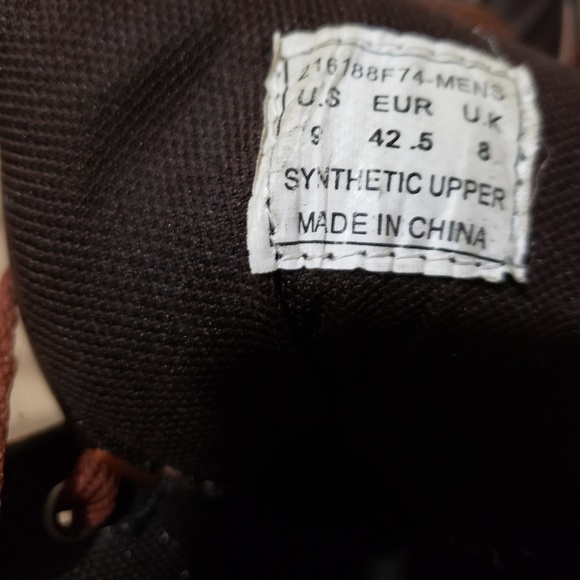 216188F74-MENS
U.S EUR U.K
9 42.5 8
SYNTHETIC UPPER
MADE IN CHINA